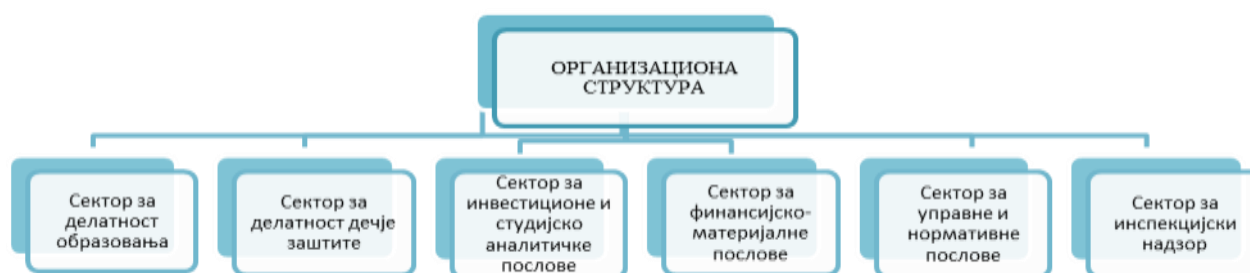 ОРГАНИЗАЦИОНА
СТРУКТУРА
Сектор за
делатност
образовања
Сектор за
делатност дечје
заштите
Сектор за
инвестиционе и
студијско
аналитичке
послове
Сектор за
финансијско-
материјалне
послове
Сектор за
управне и
нормативне
послове
Сектор за
инспекцијски
надзор